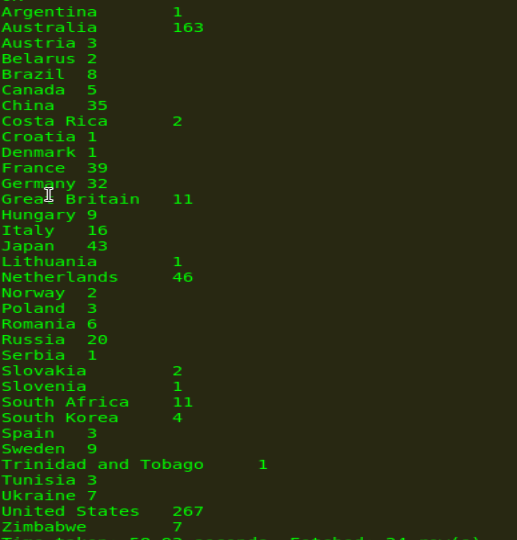 Argentina 1
Australia 163
Austria 3
Belarus 2
Brazil 8
Canada 5
China 35
Costa Rica 2
Croatia 1
Denmark 1
France 39
Germany 32
Great Britain 11
Hungary 9
Italy 16
Japan 43
Lithuania 1
Netherlands 46
Norway 2
Poland 3
Romania 6
Russia 20
Serbia 1
Slovakia 2
Slovenia 1
South Africa 11
South Korea 4
Spain 3
Sweden 9
Trinidad and Tobago 1
Tunisia 3
Ukraine 7
United States 267
Zimbabwe 7